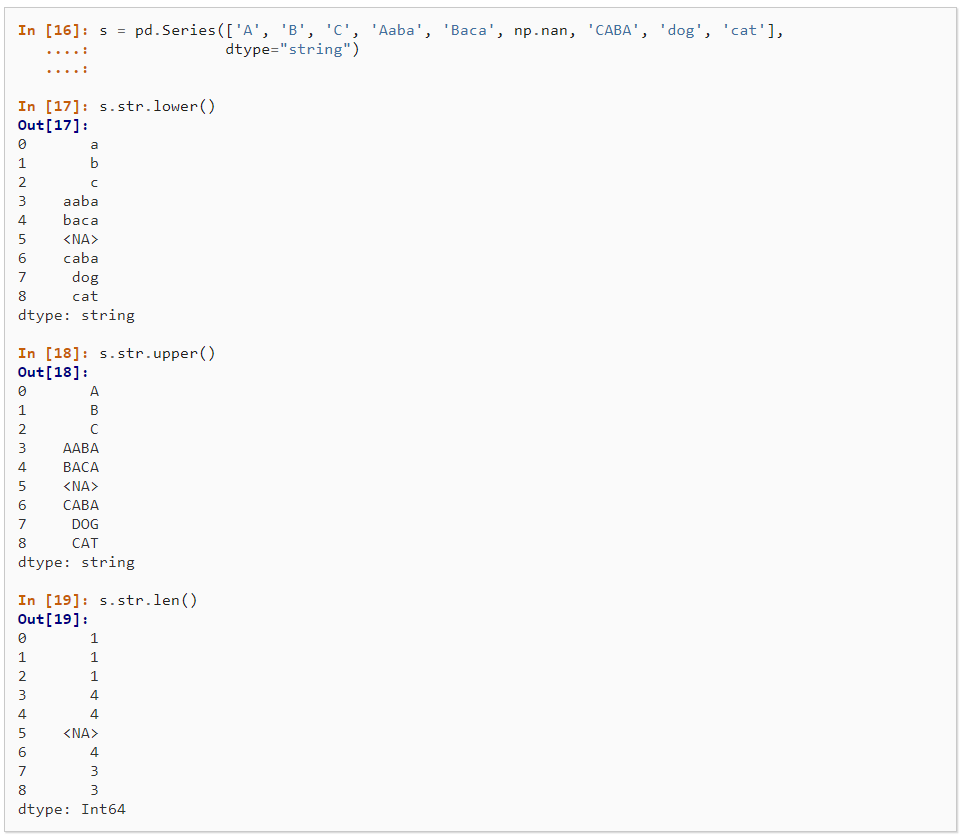 In [16]: s = pd.Series(['A', 'B', 'C', 'Aaba', 'Baca', np.nan, 'CABA', 'dog', 'cat'],
   ....:               dtype="string")
   ....:

In [17]: s.str.lower()
Out[17]:
0       a
1       b
2       c
3    aaba
4    baca
5    <NA>
6    caba
7     dog
8     cat
dtype: string

In [18]: s.str.upper()
Out[18]:
0       A
1       B
2       C
3    AABA
4    BACA
5    <NA>
6    CABA
7     DOG
8     CAT
dtype: string

In [19]: s.str.len()
Out[19]:
0       1
1       1
2       1
3       4
4       4
5    <NA>
6       4
7       3
8       3
dtype: Int64